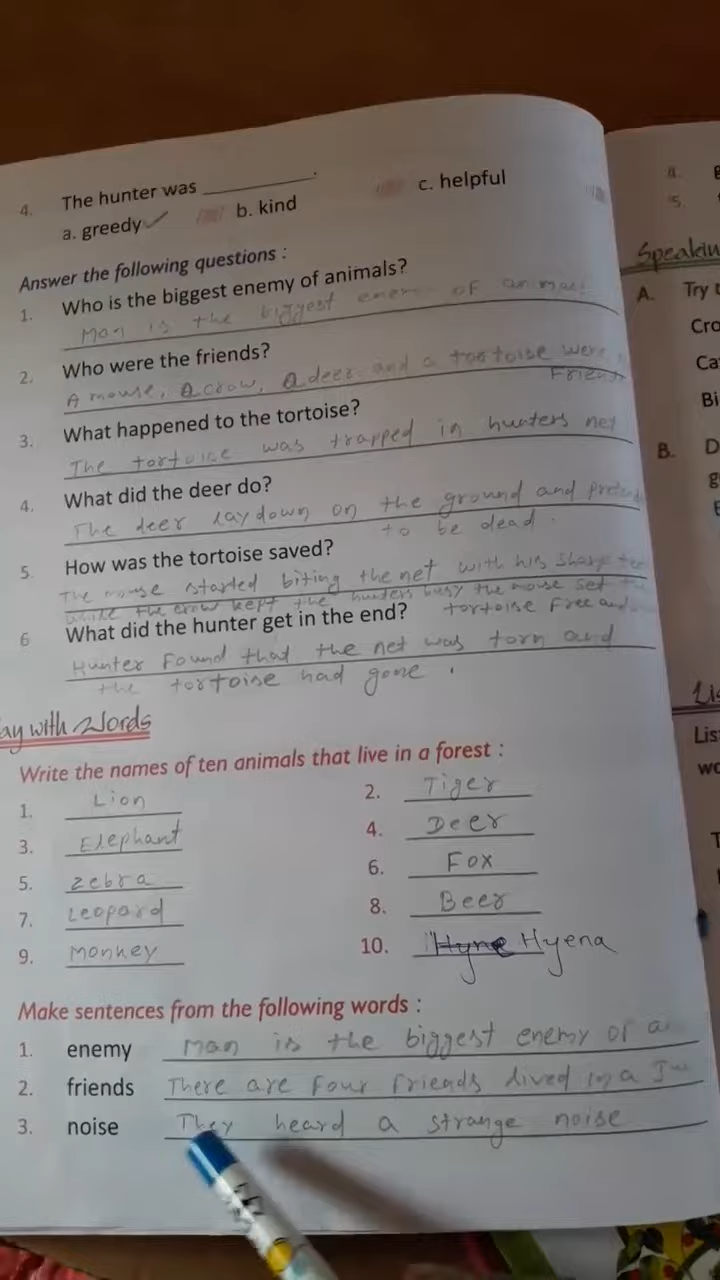 4. The hunter was ________.
a. greedy ✓ b. kind c. helpful
Answer the following questions :
1. Who is the biggest enemy of animals?
Man is the biggest enemy of
2. Who were the friends?
A mouse, a crow, a deer and a tortoise were
Friends
3. What happened to the tortoise?
The tortoise was trapped in hunters net
4. What did the deer do?
The deer lay down on the ground and
to be dead.
5. How was the tortoise saved?
The mouse started biting the net with his sharp
while the crow kept the hunters busy the mouse set
tortoise Free and
6 What did the hunter get in the end?
Hunter Found that the net was torn and
the tortoise had gone.
ay with Words
Write the names of ten animals that live in a forest :
1. Lion 2. Tiger
3. Elephant 4. Deer
5. Zebra 6. Fox
7. Leopard 8. Beer
9. Monkey 10. Hyne Hyena
Make sentences from the following words :
1. enemy Man is the biggest enemy of a
2. friends There are Four Friends lived in a
3. noise They heard a strange noise
4.
5.
Speakin
A. Try t
Cro
Ca
Bi
B. D
g
Lis
Lis
wo